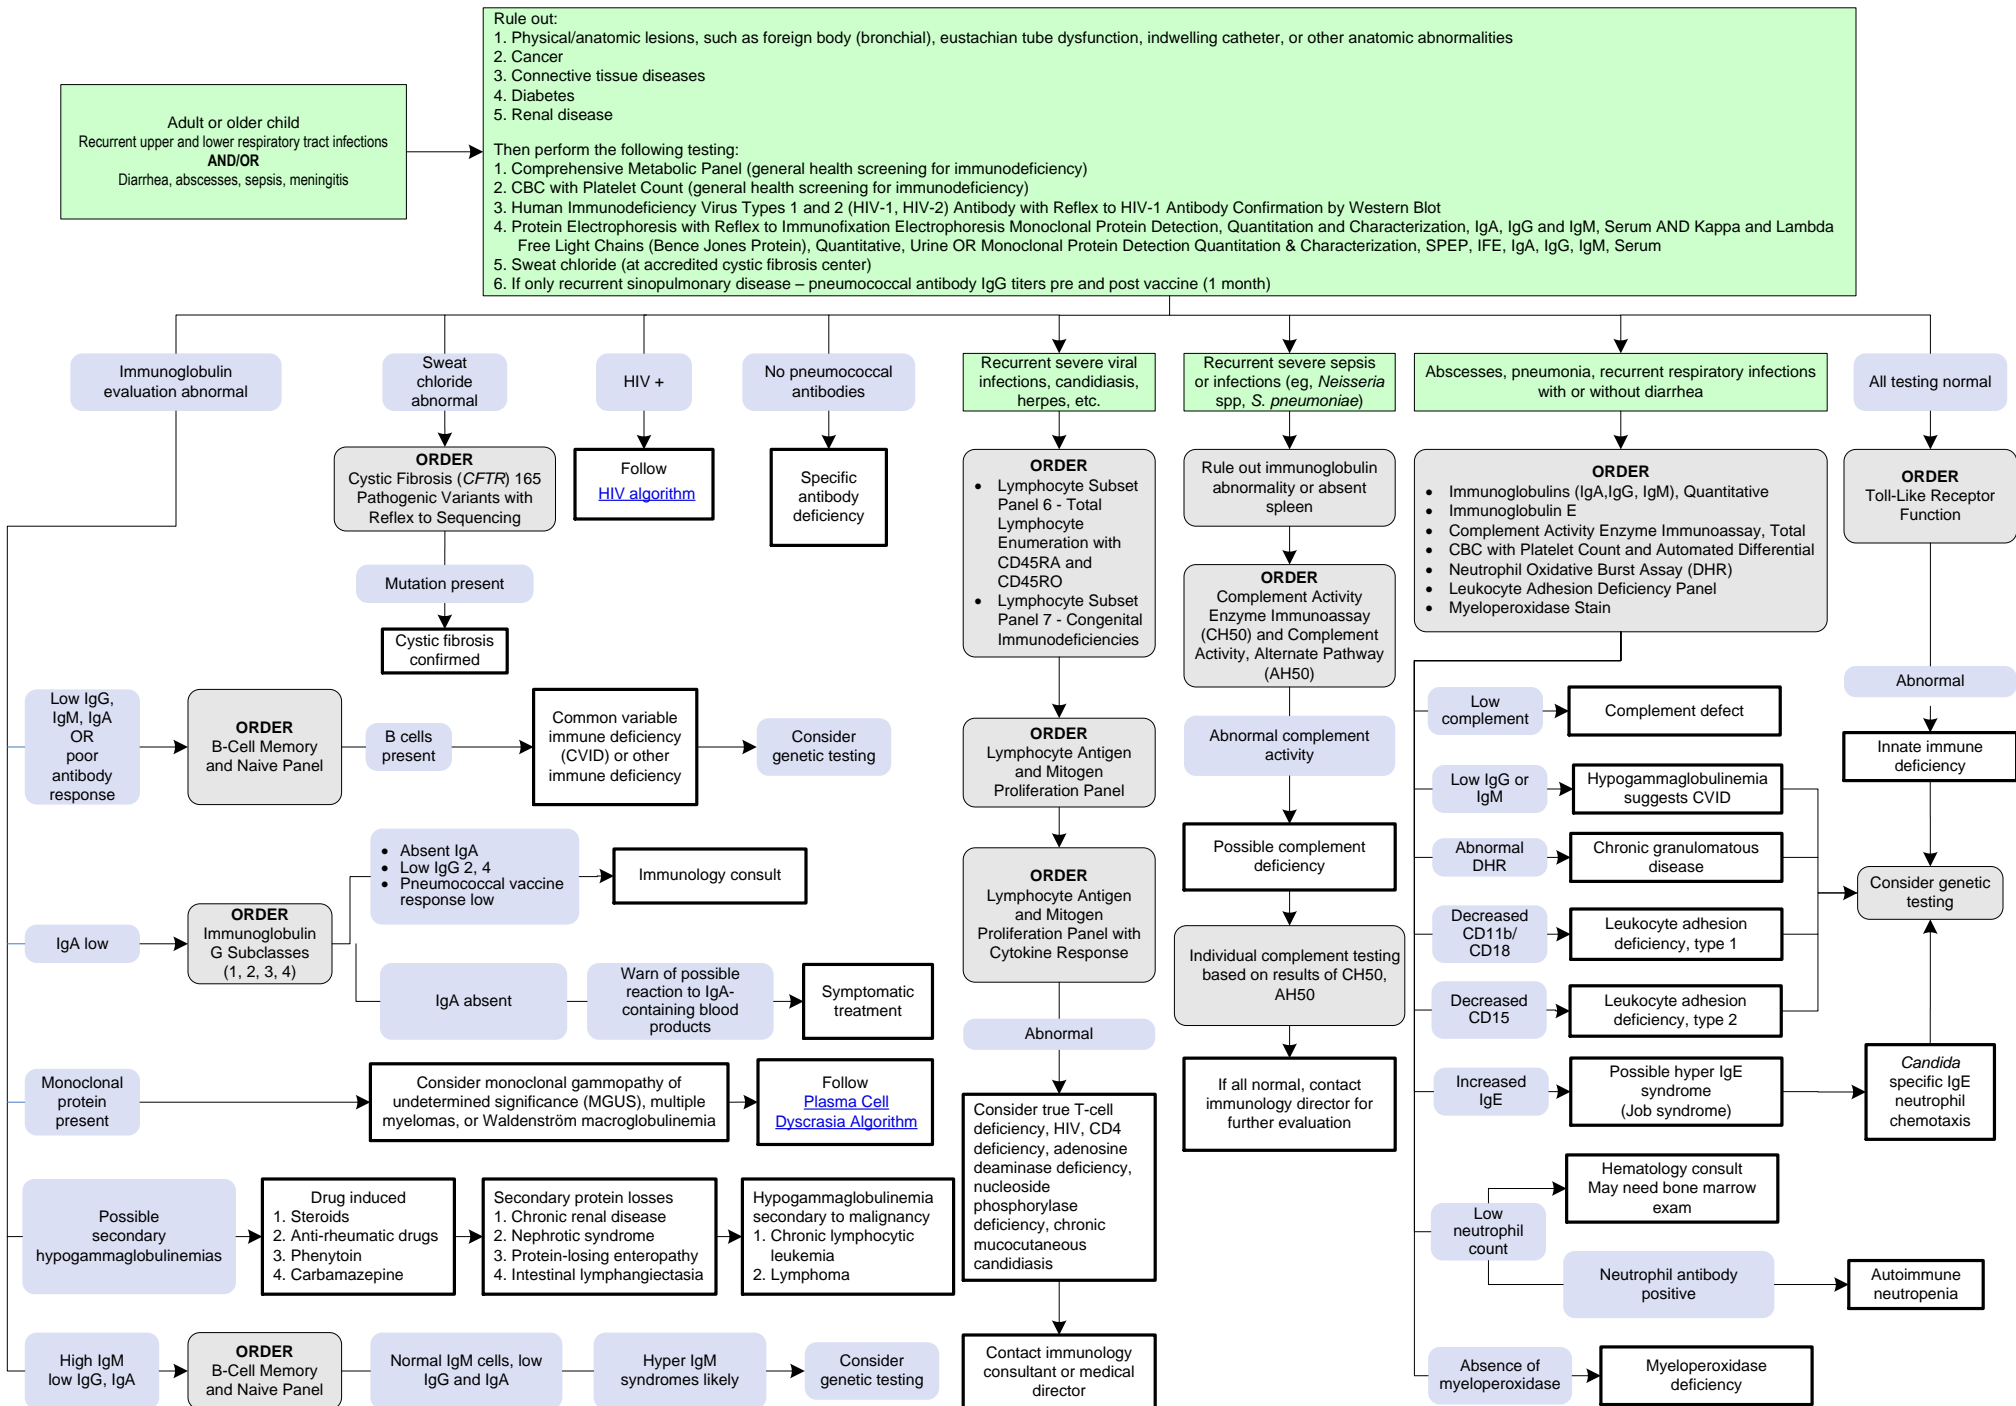 Adult or older child
Recurrent upper and lower respiratory tract infections
AND/OR
Diarrhea, abscesses, sepsis, meningitis
Rule out:
1. Physical/anatomic lesions, such as foreign body (bronchial), eustachian tube dysfunction, indwelling catheter, or other anatomic abnormalities
2. Cancer
3. Connective tissue diseases
4. Diabetes
5. Renal disease
Then perform the following testing:
1. Comprehensive Metabolic Panel (general health screening for immunodeficiency)
2. CBC with Platelet Count (general health screening for immunodeficiency)
3. Human Immunodeficiency Virus Types 1 and 2 (HIV-1, HIV-2) Antibody with Reflex to HIV-1 Antibody Confirmation by Western Blot
4. Protein Electrophoresis with Reflex to Immunofixation Electrophoresis Monoclonal Protein Detection, Quantitation and Characterization, IgA, IgG and IgM, Serum AND Kappa and Lambda
Free Light Chains (Bence Jones Protein), Quantitative, Urine OR Monoclonal Protein Detection Quantitation & Characterization, SPEP, IFE, IgA, IgG, IgM, Serum
5. Sweat chloride (at accredited cystic fibrosis center)
6. If only recurrent sinopulmonary disease – pneumococcal antibody IgG titers pre and post vaccine (1 month)
Immunoglobulin
evaluation abnormal
Sweat
chloride
abnormal
HIV +
No pneumococcal
antibodies
Recurrent severe viral
infections, candidiasis,
herpes, etc.
Recurrent severe sepsis
or infections (eg, Neisseria
spp, S. pneumoniae)
Abscesses, pneumonia, recurrent respiratory infections
with or without diarrhea
All testing normal
ORDER
Cystic Fibrosis (CFTR) 165
Pathogenic Variants with
Reflex to Sequencing
Follow
HIV algorithm
Specific
antibody
deficiency
ORDER
• Lymphocyte Subset
Panel 6 - Total
Lymphocyte
Enumeration with
CD45RA and
CD45RO
• Lymphocyte Subset
Panel 7 - Congenital
Immunodeficiencies
Rule out immunoglobulin
abnormality or absent
spleen
ORDER
• Immunoglobulins (IgA,IgG, IgM), Quantitative
• Immunoglobulin E
• Complement Activity Enzyme Immunoassay, Total
• CBC with Platelet Count and Automated Differential
• Neutrophil Oxidative Burst Assay (DHR)
• Leukocyte Adhesion Deficiency Panel
• Myeloperoxidase Stain
ORDER
Toll-Like Receptor
Function
Mutation present
Cystic fibrosis
confirmed
ORDER
Complement Activity
Enzyme Immunoassay
(CH50) and Complement
Activity, Alternate Pathway
(AH50)
Abnormal
Innate immune
deficiency
Low IgG,
IgM, IgA
OR
poor
antibody
response
ORDER
B-Cell Memory
and Naive Panel
B cells
present
Common variable
immune deficiency
(CVID) or other
immune deficiency
Consider
genetic testing
ORDER
Lymphocyte Antigen
and Mitogen
Proliferation Panel
Abnormal complement
activity
Low
complement
Complement defect
Low IgG or
IgM
Hypogammaglobulinemia
suggests CVID
IgA low
ORDER
Immunoglobulin
G Subclasses
(1, 2, 3, 4)
• Absent IgA
• Low IgG 2, 4
• Pneumococcal vaccine
response low
Immunology consult
IgA absent
Warn of possible
reaction to IgA-
containing blood
products
Symptomatic
treatment
ORDER
Lymphocyte Antigen
and Mitogen
Proliferation Panel with
Cytokine Response
Possible complement
deficiency
Abnormal
DHR
Chronic granulomatous
disease
Consider genetic
testing
Decreased
CD11b/
CD18
Leukocyte adhesion
deficiency, type 1
Individual complement testing
based on results of CH50,
AH50
Decreased
CD15
Leukocyte adhesion
deficiency, type 2
Abnormal
Monoclonal
protein
present
Consider monoclonal gammopathy of
undetermined significance (MGUS), multiple
myelomas, or Waldenström macroglobulinemia
Follow
Plasma Cell
Dyscrasia Algorithm
Consider true T-cell
deficiency, HIV, CD4
deficiency, adenosine
deaminase deficiency,
nucleoside
phosphorylase
deficiency, chronic
mucocutaneous
candidiasis
If all normal, contact
immunology director for
further evaluation
Increased
IgE
Possible hyper IgE
syndrome
(Job syndrome)
Candida
specific IgE
neutrophil
chemotaxis
Possible
secondary
hypogammaglobulinemias
Drug induced
1. Steroids
2. Anti-rheumatic drugs
3. Phenytoin
4. Carbamazepine
Secondary protein losses
1. Chronic renal disease
2. Nephrotic syndrome
3. Protein-losing enteropathy
4. Intestinal lymphangiectasia
Hypogammaglobulinemia
secondary to malignancy
1. Chronic lymphocytic
leukemia
2. Lymphoma
Low
neutrophil
count
Hematology consult
May need bone marrow
exam
Neutrophil antibody
positive
Autoimmune
neutropenia
High IgM
low IgG, IgA
ORDER
B-Cell Memory
and Naive Panel
Normal IgM cells, low
IgG and IgA
Hyper IgM
syndromes likely
Consider
genetic testing
Contact immunology
consultant or medical
director
Absence of
myeloperoxidase
Myeloperoxidase
deficiency